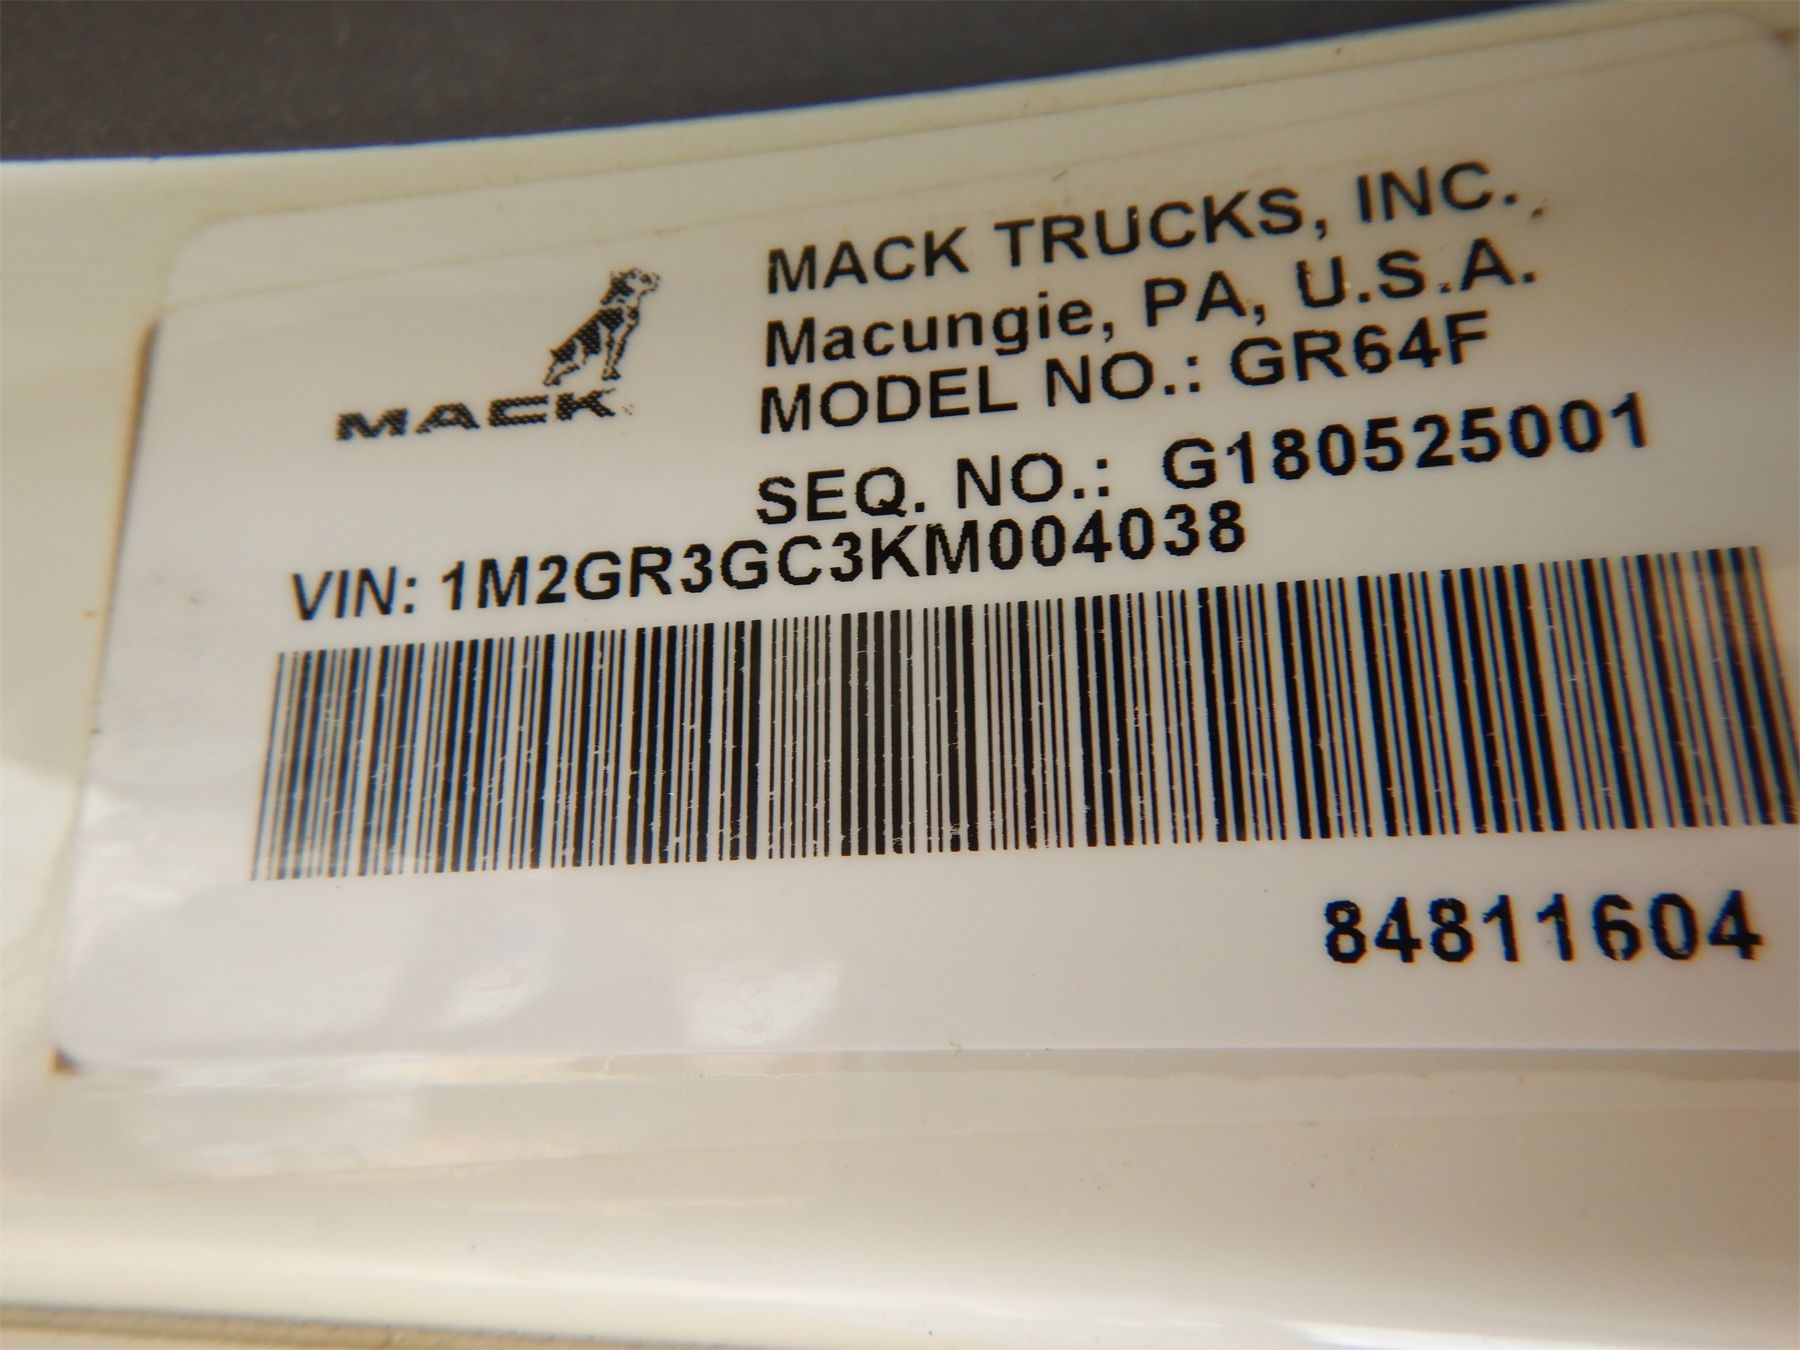 MACK
MACK TRUCKS, INC.
Macungie, PA, U.S.A.
MODEL NO.: GR64F
SEQ. NO.: G180525001
VIN: 1M2GR3GC3KM004038
84811604